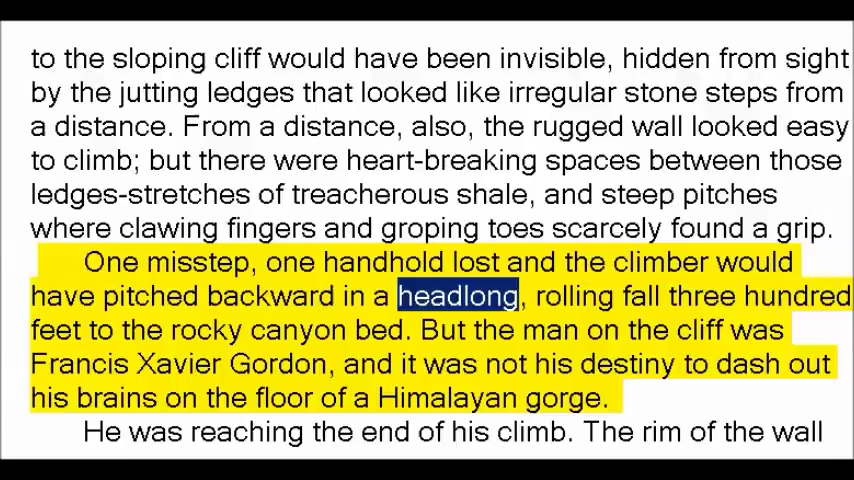 to the sloping cliff would have been invisible, hidden from sight
by the jutting ledges that looked like irregular stone steps from
a distance. From a distance, also, the rugged wall looked easy
to climb; but there were heart-breaking spaces between those
ledges-stretches of treacherous shale, and steep pitches
where clawing fingers and groping toes scarcely found a grip.
One misstep, one handhold lost and the climber would
have pitched backward in a headlong, rolling fall three hundred
feet to the rocky canyon bed. But the man on the cliff was
Francis Xavier Gordon, and it was not his destiny to dash out
his brains on the floor of a Himalayan gorge.
He was reaching the end of his climb. The rim of the wall